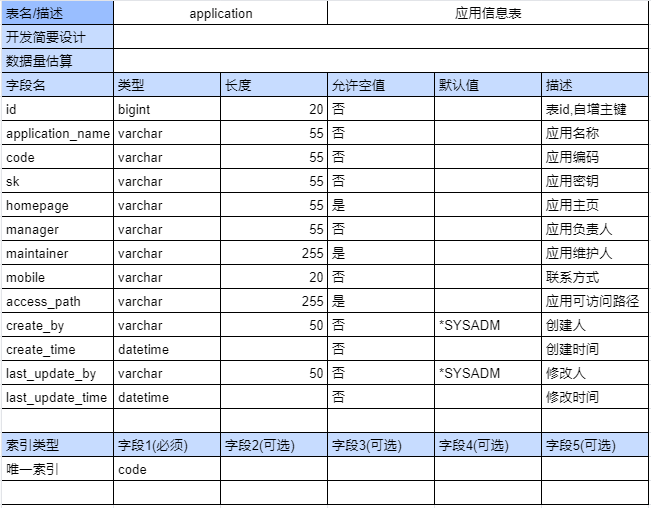 表名/描述 application 应用信息表
开发简要设计
数据量估算
字段名 类型 长度 允许空值 默认值 描述
id bigint 20 否 表id,自增主键
application_name varchar 55 否 应用名称
code varchar 55 否 应用编码
sk varchar 55 否 应用密钥
homepage varchar 55 是 应用主页
manager varchar 55 否 应用负责人
maintainer varchar 255 是 应用维护人
mobile varchar 20 否 联系方式
access_path varchar 255 是 应用可访问路径
create_by varchar 50 否 *SYSADM 创建人
create_time datetime 否 创建时间
last_update_by varchar 50 否 *SYSADM 修改人
last_update_time datetime 否 修改时间
索引类型 字段1(必须) 字段2(可选) 字段3(可选) 字段4(可选) 字段5(可选)
唯一索引 code